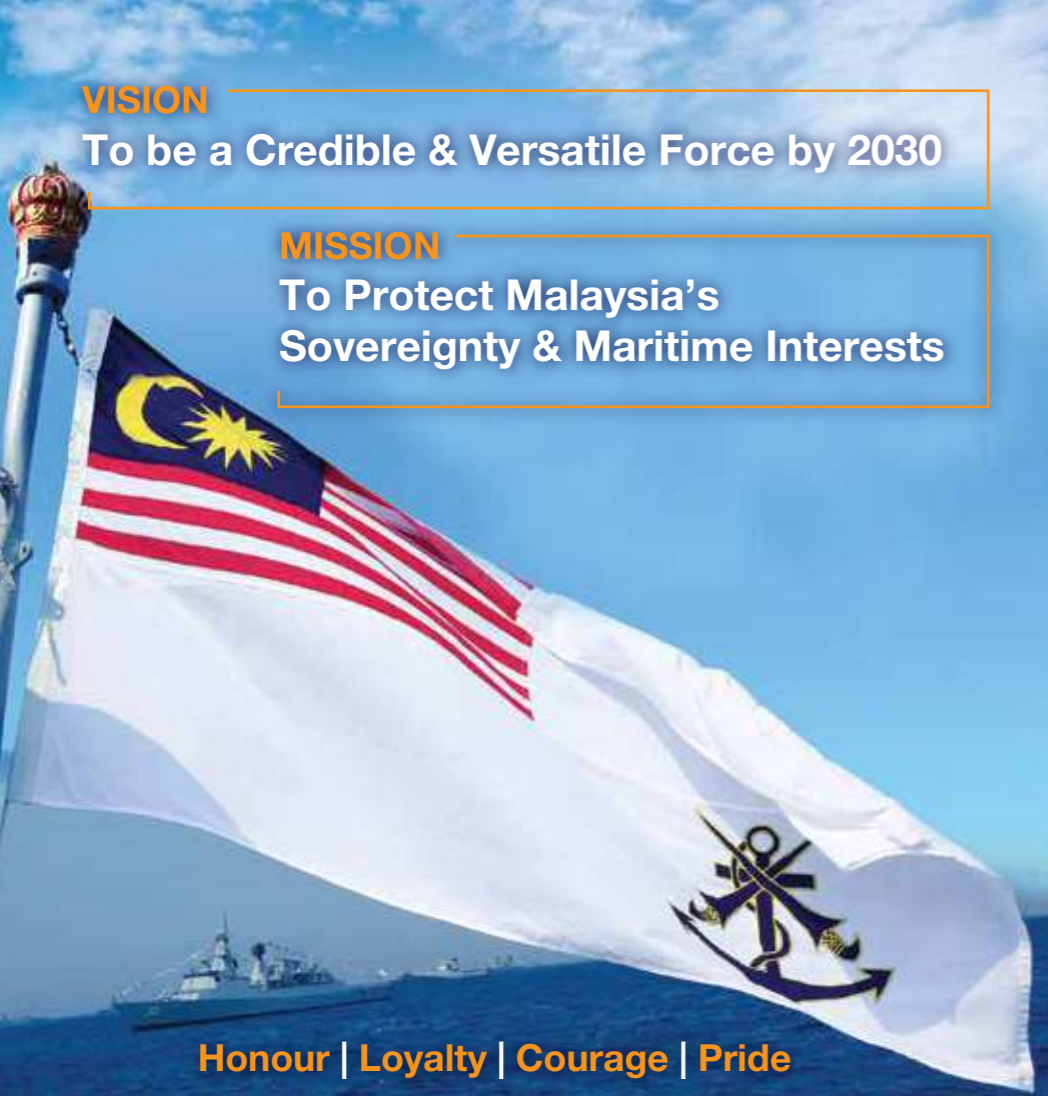 VISION
To be a Credible & Versatile Force by 2030
MISSION
To Protect Malaysia’s
Sovereignty & Maritime Interests
Honour | Loyalty | Courage | Pride